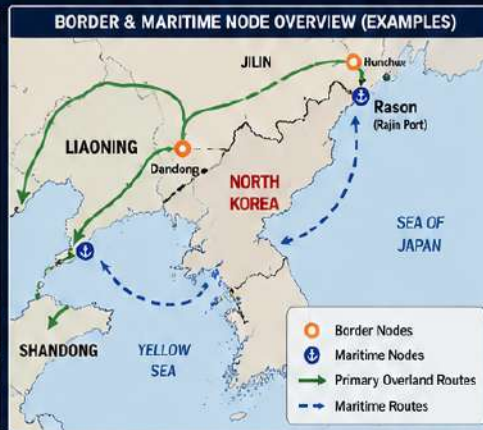 BORDER & MARITIME NODE OVERVIEW (EXAMPLES)
JILIN
Hunchun
Rason
(Rajin Port)
LIAONING
Dandong
NORTH
KOREA
SEA OF
JAPAN
SHANDONG
YELLOW
SEA
Border Nodes
Maritime Nodes
Primary Overland Routes
Maritime Routes